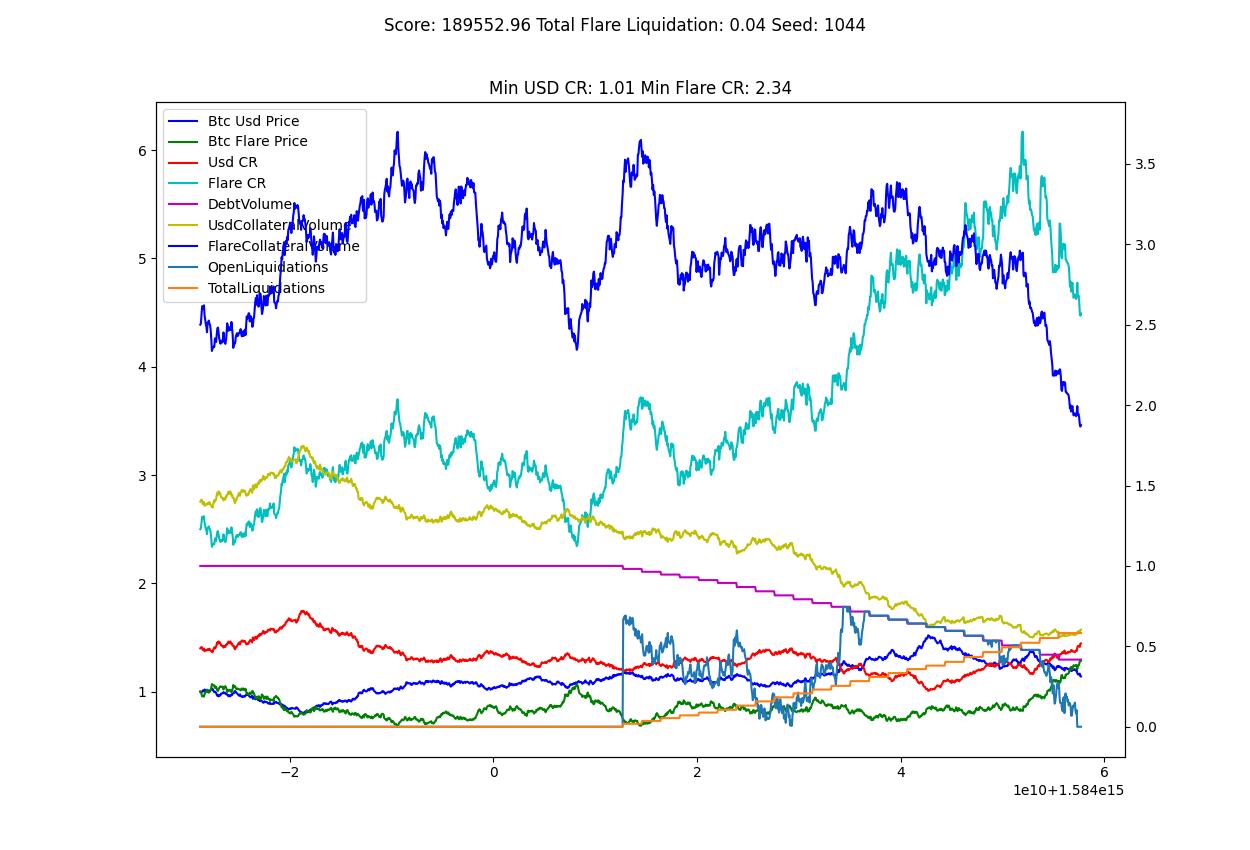 Score: 189552.96 Total Flare Liquidation: 0.04 Seed: 1044
Min USD CR: 1.01 Min Flare CR: 2.34
Btc Usd Price
Btc Flare Price
Usd CR
Flare CR
DebtVolume
UsdCollateralVolume
FlareCollateralVolume
OpenLiquidations
TotalLiquidations
6
5
4
3
2
1
3.5
3.0
2.5
2.0
1.5
1.0
0.5
0.0
−2
0
2
4
6
1e10+1.584e15